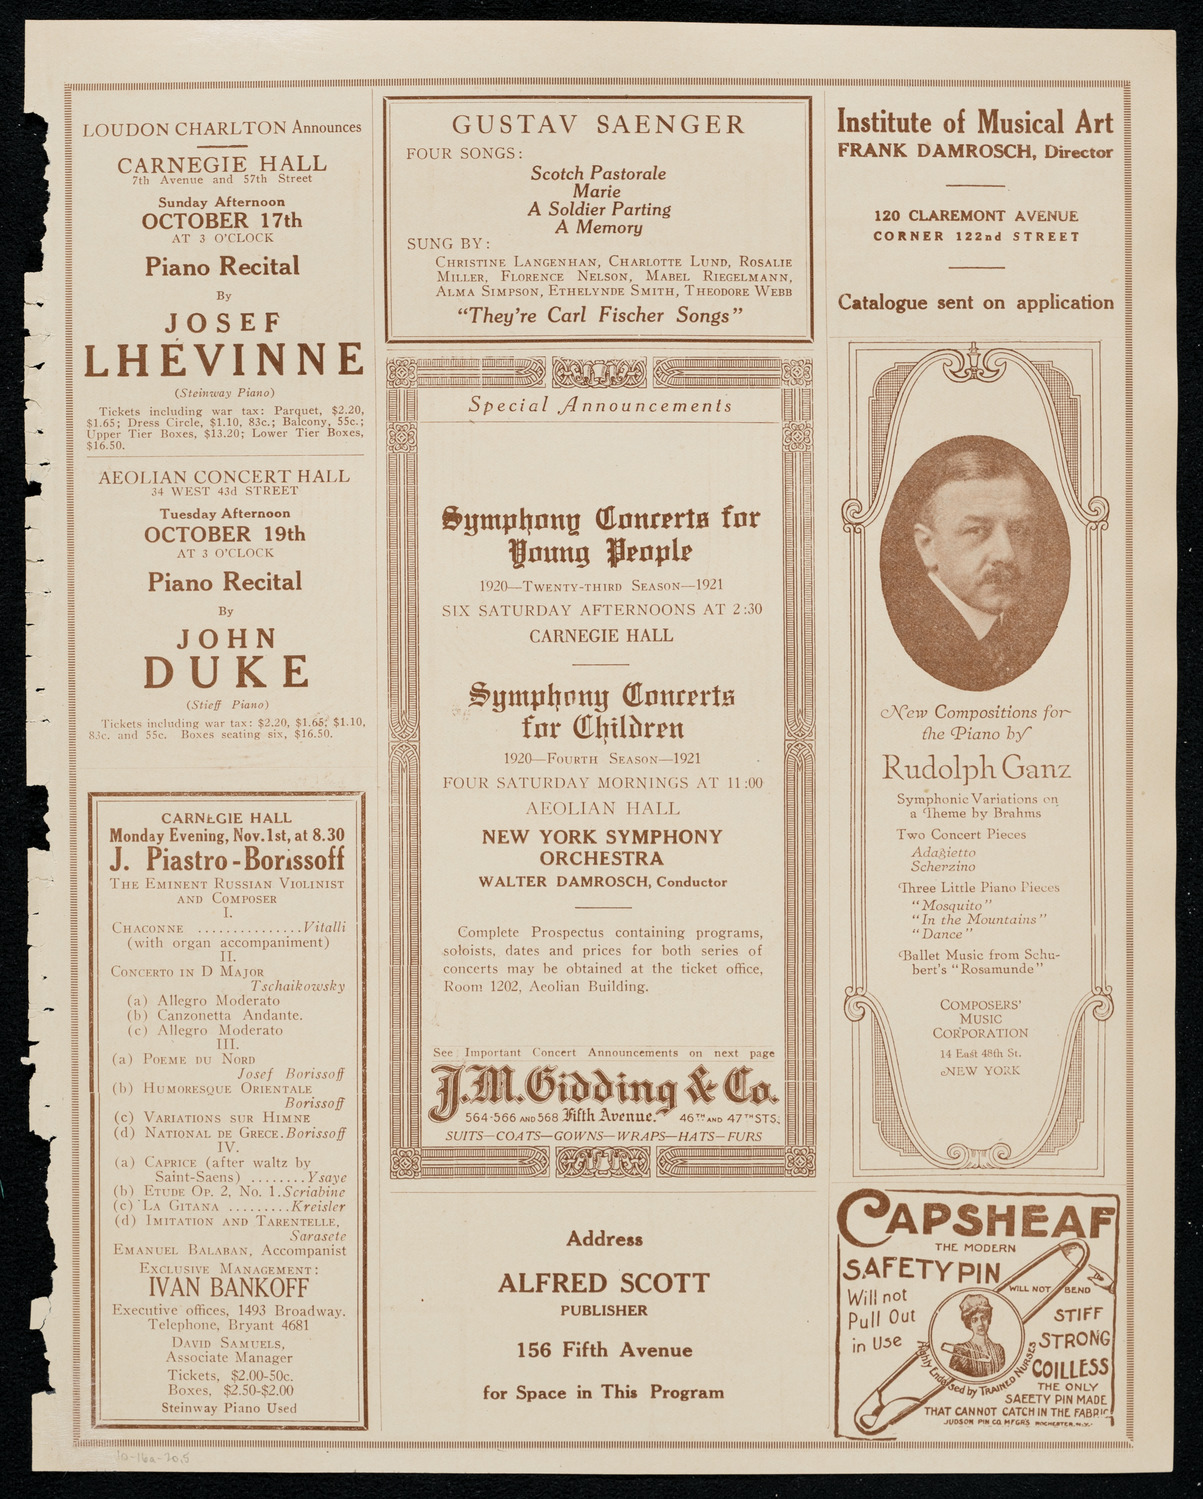 LOUDON CHARLTON Announces
CARNEGIE HALL
7th Avenue and 57th Street
Sunday Afternoon
OCTOBER 17th
AT 3 O'CLOCK
Piano Recital
By
JOSEF
LHÉVINNE
(Steinway Piano)
Tickets including war tax: Parquet, $2.20,
$1.65; Dress Circle, $1.10, 83c.; Balcony, 55c.;
Upper Tier Boxes, $13.20; Lower Tier Boxes,
$16.50.
AEOLIAN CONCERT HALL
34 WEST 43d STREET
Tuesday Afternoon
OCTOBER 19th
AT 3 O'CLOCK
Piano Recital
By
JOHN
DUKE
(Stieff Piano)
Tickets including war tax: $2.20, $1.65; $1.10,
83c. and 55c. Boxes seating six, $16.50.
CARNEGIE HALL
Monday Evening, Nov. 1st, at 8.30
J. Piastro-Borissoff
THE EMINENT RUSSIAN VIOLINIST
AND COMPOSER
I.
CHACONNE ...............Vitalli
(with organ accompaniment)
II.
CONCERTO IN D MAJOR
Tschaikowsky
(a) Allegro Moderato
(b) Canzonetta Andante.
(c) Allegro Moderato
III.
(a) POEME DU NORD
Josef Borissoff
(b) HUMORESQUE ORIENTALE
Borissoff
(c) VARIATIONS SUR HIMNE
(d) NATIONAL DE GRECE.Borissoff
IV.
(a) CAPRICE (after waltz by
Saint-Saens) ........Ysaye
(b) ETUDE OP. 2, NO. 1.Scriabine
(c) LA GITANA .........Kreisler
(d) IMITATION AND TARENTELLE,
Sarasete
EMANUEL BALABAN, Accompanist
EXCLUSIVE MANAGEMENT:
IVAN BANKOFF
Executive offices, 1493 Broadway.
Telephone, Bryant 4681
DAVID SAMUELS,
Associate Manager
Tickets, $2.00-50c.
Boxes, $2.50-$2.00
Steinway Piano Used
GUSTAV SAENGER
FOUR SONGS:
Scotch Pastorale
Marie
A Soldier Parting
A Memory
SUNG BY:
CHRISTINE LANGENHAN, CHARLOTTE LUND, ROSALIE
MILLER, FLORENCE NELSON, MABEL RIEGELMANN,
ALMA SIMPSON, ETHELYNDE SMITH, THEODORE WEBB
"They're Carl Fischer Songs"
Special Announcements
Symphony Concerts for
Young People
1920—TWENTY-THIRD SEASON—1921
SIX SATURDAY AFTERNOONS AT 2:30
CARNEGIE HALL
Symphony Concerts
for Children
1920—FOURTH SEASON—1921
FOUR SATURDAY MORNINGS AT 11:00
AEOLIAN HALL
NEW YORK SYMPHONY
ORCHESTRA
WALTER DAMROSCH, Conductor
Complete Prospectus containing programs,
soloists, dates and prices for both series of
concerts may be obtained at the ticket office,
Room 1202, Aeolian Building.
See Important Concert Announcements on next page
J.M. Gidding & Co.
564-566 AND 568 Fifth Avenue. 46TH AND 47TH STS.
SUITS—COATS—GOWNS—WRAPS—HATS—FURS
Address
ALFRED SCOTT
PUBLISHER
156 Fifth Avenue
for Space in This Program
Institute of Musical Art
FRANK DAMROSCH, Director
120 CLAREMONT AVENUE
CORNER 122nd STREET
Catalogue sent on application
New Compositions for
the Piano by
Rudolph Ganz
Symphonic Variations on
a Theme by Brahms
Two Concert Pieces
Adagietto
Scherzino
Three Little Piano Pieces
"Mosquito"
"In the Mountains"
"Dance"
Ballet Music from Schu-
bert's "Rosamunde"
COMPOSERS'
MUSIC
CORPORATION
14 East 48th St.
NEW YORK
CAPSHEAF
THE MODERN
SAFETY PIN
WILL NOT BEND
Will not
Pull Out
in Use
STIFF
STRONG
COILLESS
Highly Endorsed by TRAINED NURSES
THE ONLY
SAFETY PIN MADE
THAT CANNOT CATCH IN THE FABRIC
JUDSON PIN CO. MFGRS ROCHESTER. N.Y.
10-16a-20.5